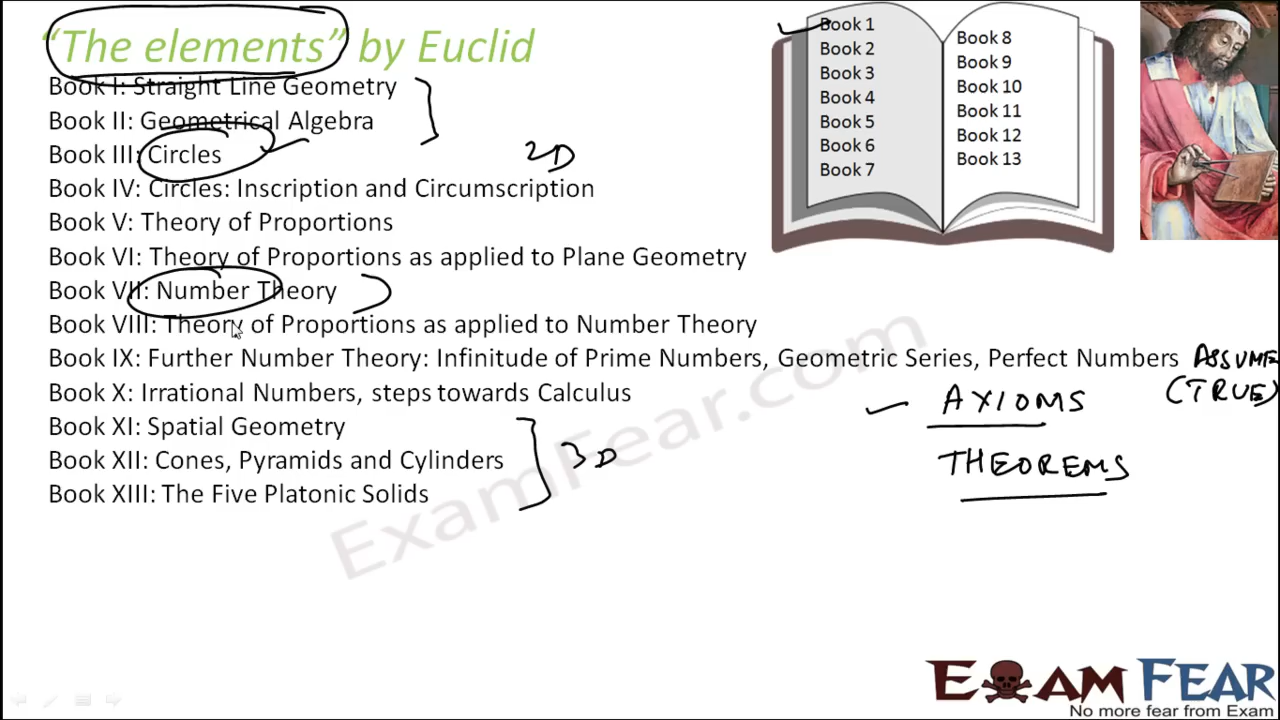 "The elements" by Euclid
Book I: Straight Line Geometry
Book II: Geometrical Algebra
Book III: Circles
2D
Book IV: Circles: Inscription and Circumscription
Book V: Theory of Proportions
Book VI: Theory of Proportions as applied to Plane Geometry
Book VII: Number Theory
Book VIII: Theory of Proportions as applied to Number Theory
Book IX: Further Number Theory: Infinitude of Prime Numbers, Geometric Series, Perfect Numbers
Book X: Irrational Numbers, steps towards Calculus
Book XI: Spatial Geometry
Book XII: Cones, Pyramids and Cylinders
Book XIII: The Five Platonic Solids
3D
Book 1
Book 2
Book 3
Book 4
Book 5
Book 6
Book 7
Book 8
Book 9
Book 10
Book 11
Book 12
Book 13
ASSUME
(TRUE)
AXIOMS
THEOREMS
ExamFear.com
EXAM FEAR
No more fear from Exam